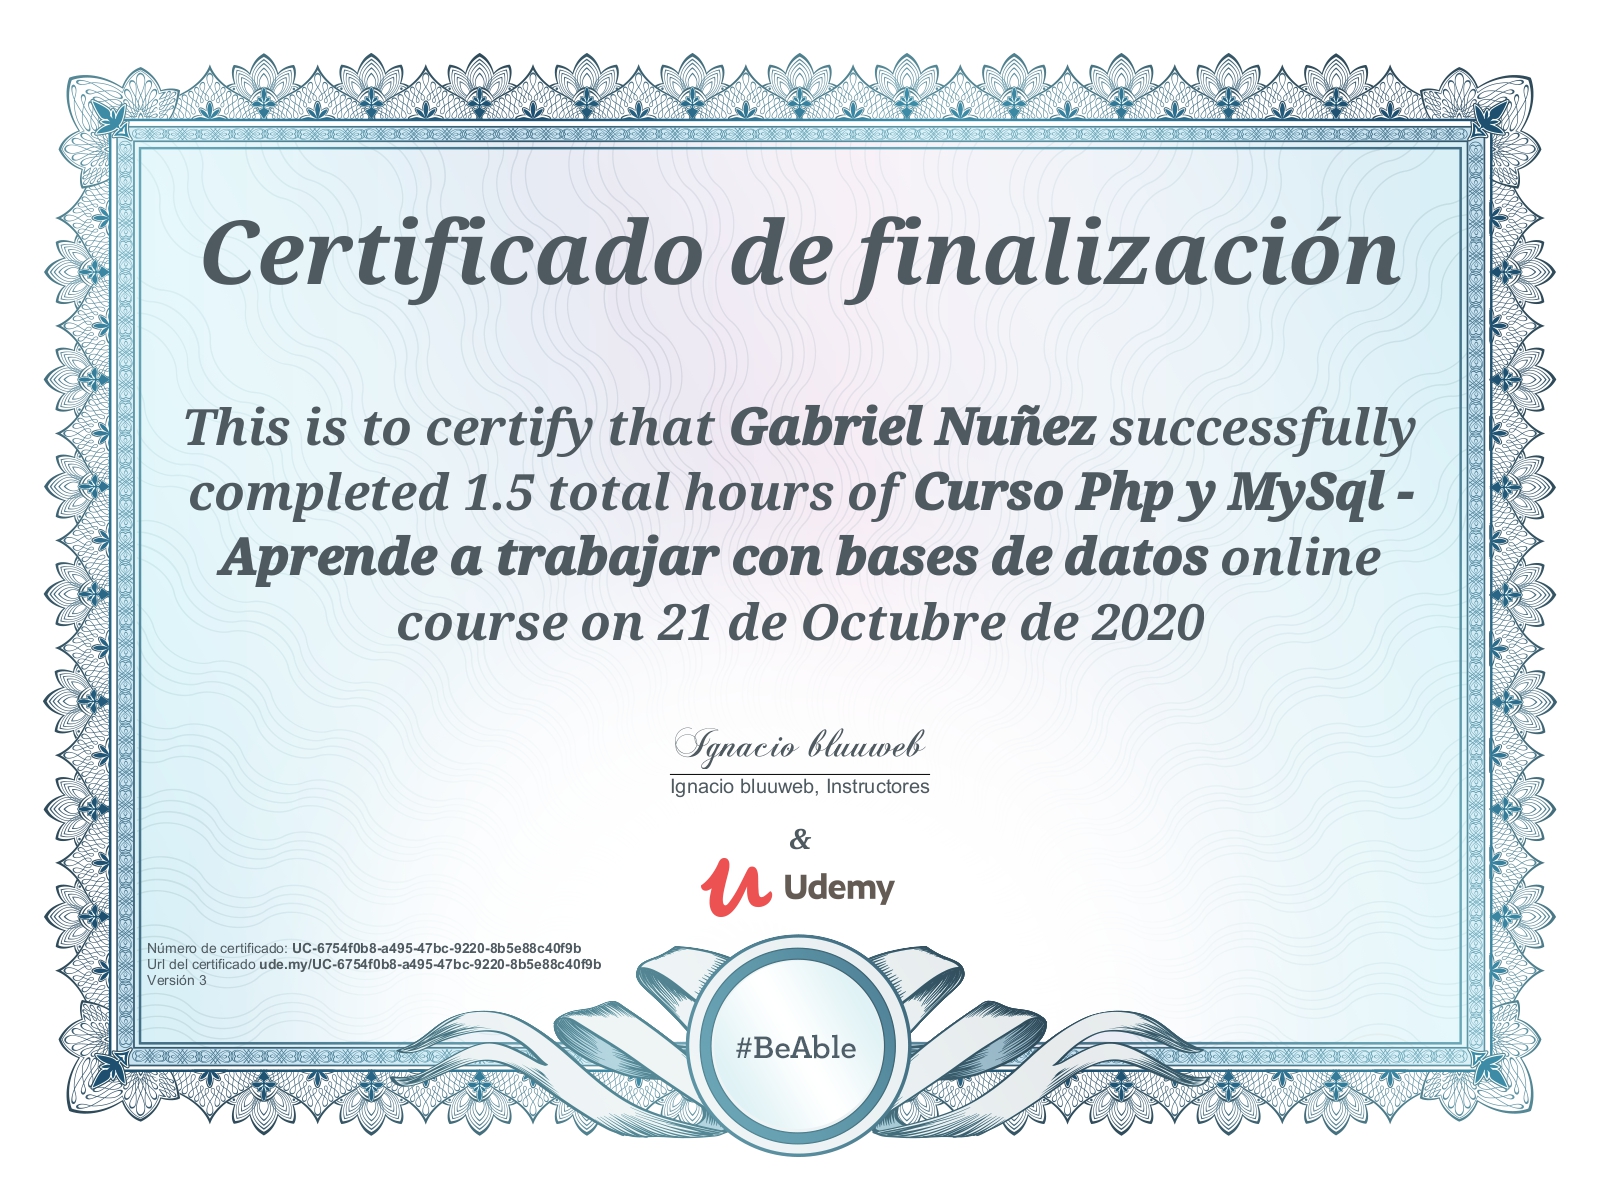 Certificado de finalización
This is to certify that Gabriel Nuñez successfully
completed 1.5 total hours of Curso Php y MySql -
Aprende a trabajar con bases de datos online
course on 21 de Octubre de 2020
Ignacio bluuweb
Ignacio bluuweb, Instructores
&
Udemy
Número de certificado: UC-6754f0b8-a495-47bc-9220-8b5e88c40f9b
Url del certificado ude.my/UC-6754f0b8-a495-47bc-9220-8b5e88c40f9b
Versión 3
#BeAble